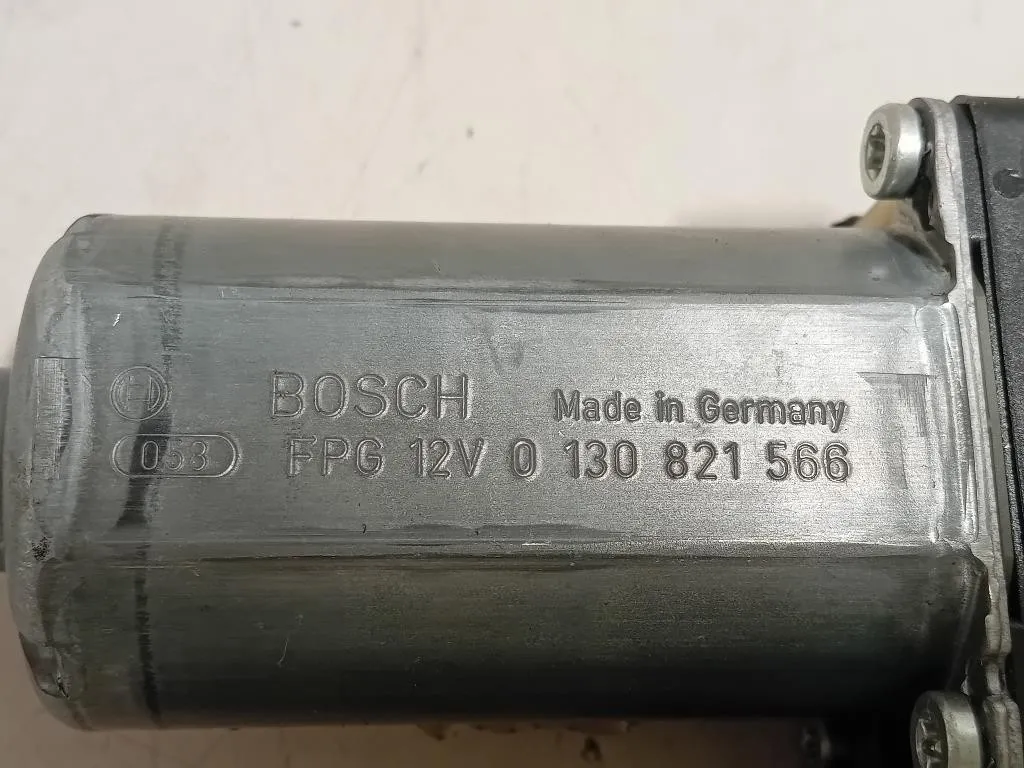 BOSCH Made in Germany
053 FPG 12V 0 130 821 566